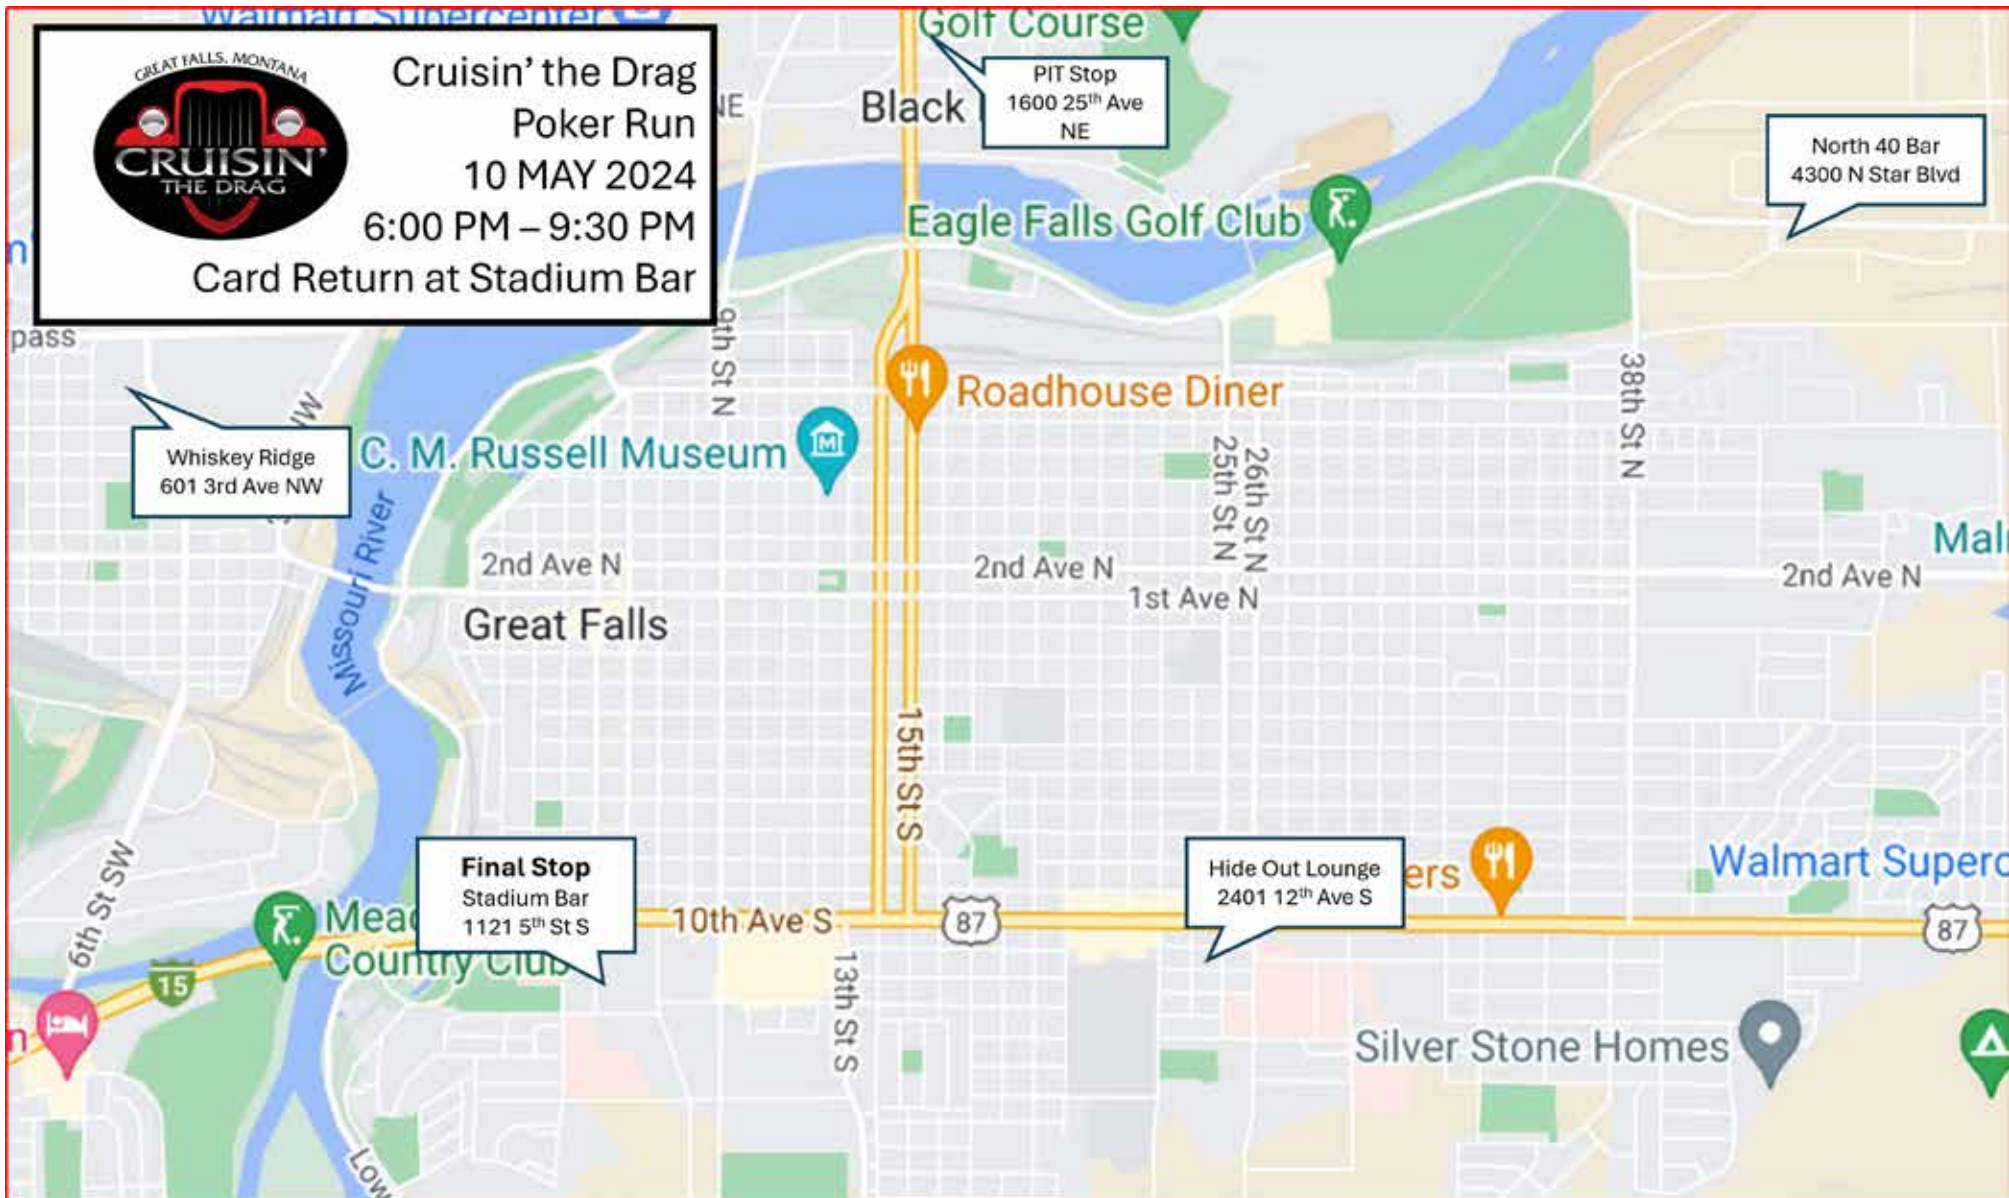 Walmart Supercenter
Golf Course
GREAT FALLS, MONTANA
CRUISIN'
THE DRAG
Cruisin' the Drag
Poker Run
10 MAY 2024
6:00 PM – 9:30 PM
Card Return at Stadium Bar
NE
Black
PIT Stop
1600 25th Ave
NE
North 40 Bar
4300 N Star Blvd
Eagle Falls Golf Club
pass
9th St N
NW
Roadhouse Diner
38th St N
Whiskey Ridge
601 3rd Ave NW
C. M. Russell Museum
M
25th St N
26th St N
Missouri River
2nd Ave N
2nd Ave N
2nd Ave N
1st Ave N
Great Falls
15th St S
6th St SW
Final Stop
Stadium Bar
1121 5th St S
Hide Out Lounge
2401 12th Ave S
ers
Walmart Superc
10th Ave S
87
87
Country Club
15
13th St S
Silver Stone Homes
Low